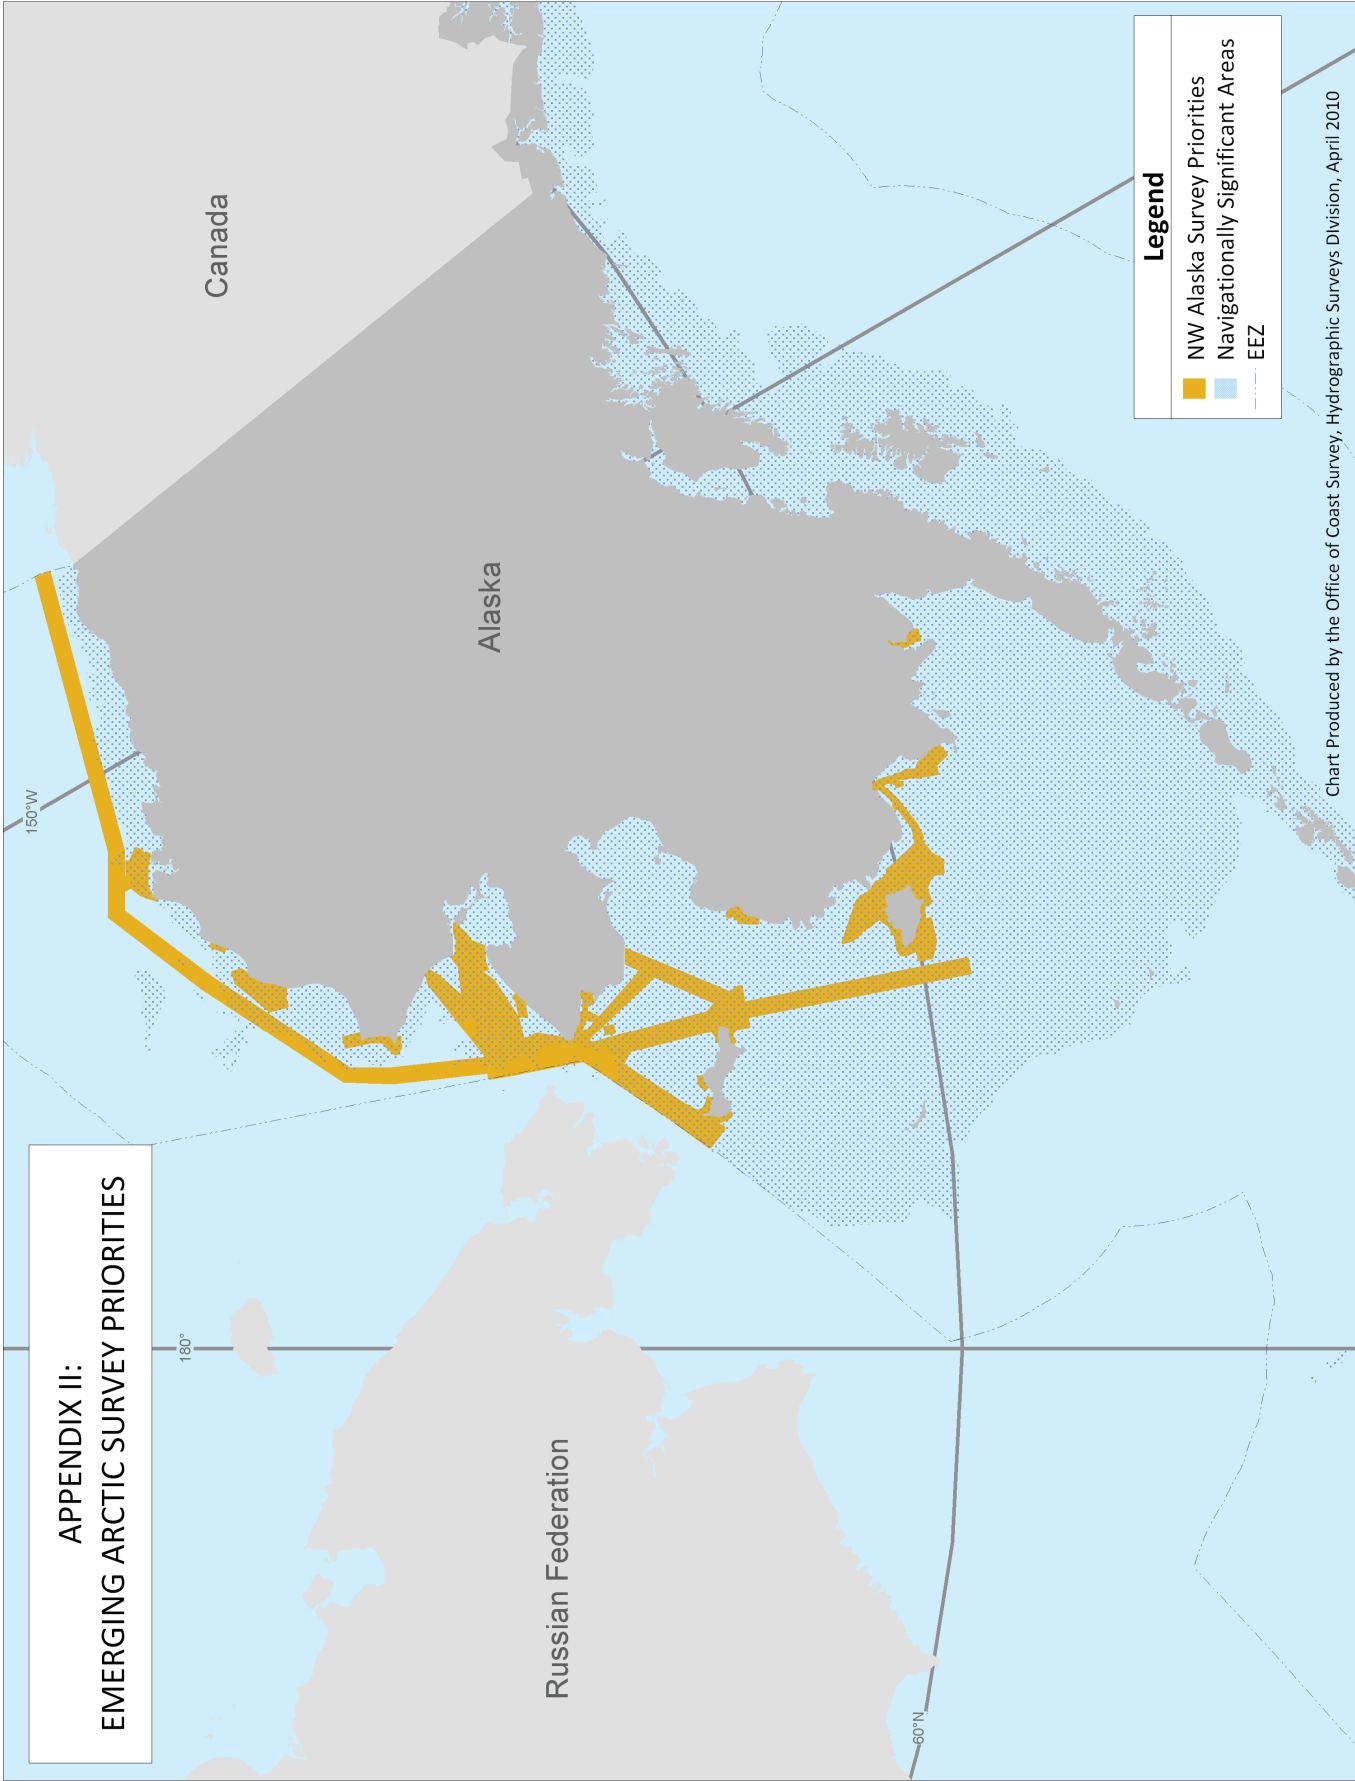 APPENDIX II:
EMERGING ARCTIC SURVEY PRIORITIES
150°W
180°
Canada
Alaska
Russian Federation
60°N
Legend
NW Alaska Survey Priorities
Navigationally Significant Areas
EEZ
Chart Produced by the Office of Coast Survey, Hydrographic Surveys Division, April 2010